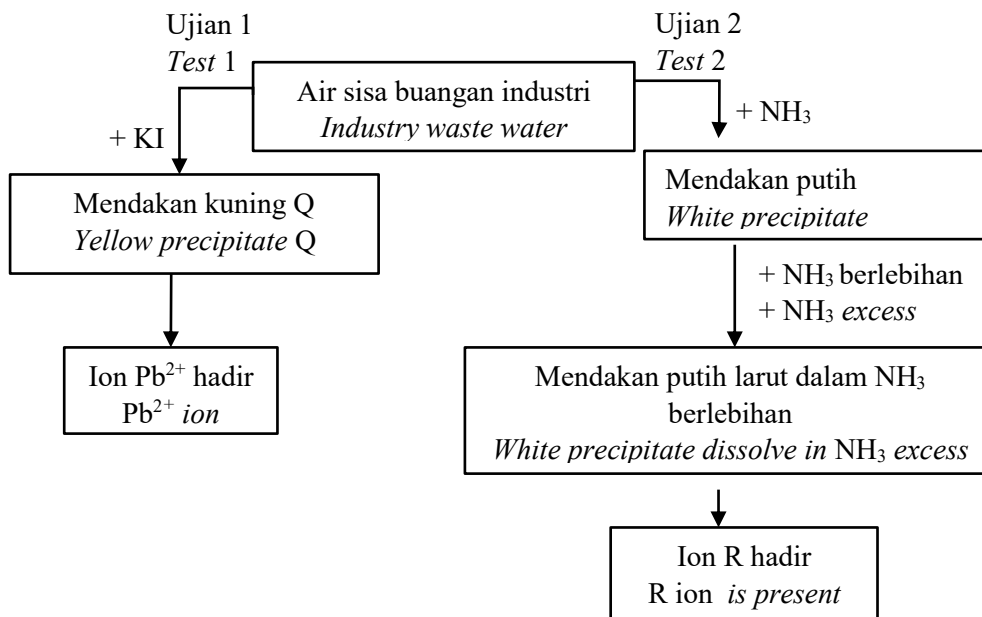 Ujian 1
Test 1
Ujian 2
Test 2
Air sisa buangan industri
Industry waste water
+ KI
+ NH₃
Mendakan kuning Q
Yellow precipitate Q
Mendakan putih
White precipitate
+ NH₃ berlebihan
+ NH₃ excess
Ion Pb²⁺ hadir
Pb²⁺ ion
Mendakan putih larut dalam NH₃
berlebihan
White precipitate dissolve in NH₃ excess
Ion R hadir
R ion is present